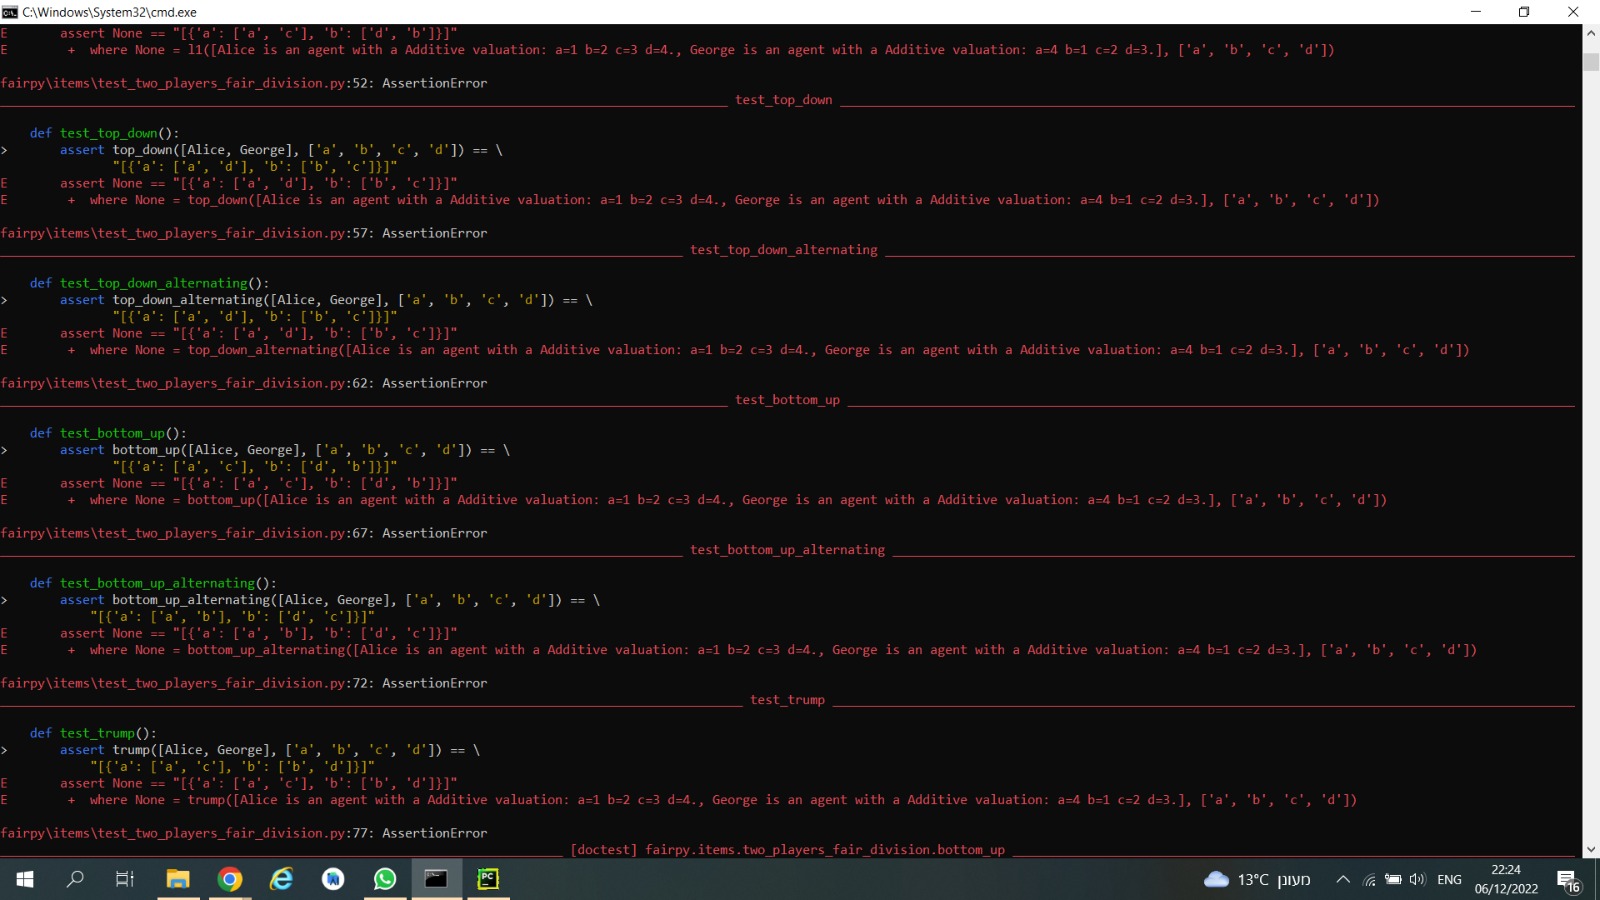 C:\Windows\System32\cmd.exe
E       assert None == "[{'a': ['a', 'c'], 'b': ['d', 'b']}]"
E        +  where None = l1([Alice is an agent with a Additive valuation: a=1 b=2 c=3 d=4., George is an agent with a Additive valuation: a=4 b=1 c=2 d=3.], ['a', 'b', 'c', 'd'])
fairpy\items\test_two_players_fair_division.py:52: AssertionError
test_top_down
def test_top_down():
>       assert top_down([Alice, George], ['a', 'b', 'c', 'd']) == \
"[{'a': ['a', 'd'], 'b': ['b', 'c']}]"
E       assert None == "[{'a': ['a', 'd'], 'b': ['b', 'c']}]"
E        +  where None = top_down([Alice is an agent with a Additive valuation: a=1 b=2 c=3 d=4., George is an agent with a Additive valuation: a=4 b=1 c=2 d=3.], ['a', 'b', 'c', 'd'])
fairpy\items\test_two_players_fair_division.py:57: AssertionError
test_top_down_alternating
def test_top_down_alternating():
>       assert top_down_alternating([Alice, George], ['a', 'b', 'c', 'd']) == \
"[{'a': ['a', 'd'], 'b': ['b', 'c']}]"
E       assert None == "[{'a': ['a', 'd'], 'b': ['b', 'c']}]"
E        +  where None = top_down_alternating([Alice is an agent with a Additive valuation: a=1 b=2 c=3 d=4., George is an agent with a Additive valuation: a=4 b=1 c=2 d=3.], ['a', 'b', 'c', 'd'])
fairpy\items\test_two_players_fair_division.py:62: AssertionError
test_bottom_up
def test_bottom_up():
>       assert bottom_up([Alice, George], ['a', 'b', 'c', 'd']) == \
"[{'a': ['a', 'c'], 'b': ['d', 'b']}]"
E       assert None == "[{'a': ['a', 'c'], 'b': ['d', 'b']}]"
E        +  where None = bottom_up([Alice is an agent with a Additive valuation: a=1 b=2 c=3 d=4., George is an agent with a Additive valuation: a=4 b=1 c=2 d=3.], ['a', 'b', 'c', 'd'])
fairpy\items\test_two_players_fair_division.py:67: AssertionError
test_bottom_up_alternating
def test_bottom_up_alternating():
>       assert bottom_up_alternating([Alice, George], ['a', 'b', 'c', 'd']) == \
"[{'a': ['a', 'b'], 'b': ['d', 'c']}]"
E       assert None == "[{'a': ['a', 'b'], 'b': ['d', 'c']}]"
E        +  where None = bottom_up_alternating([Alice is an agent with a Additive valuation: a=1 b=2 c=3 d=4., George is an agent with a Additive valuation: a=4 b=1 c=2 d=3.], ['a', 'b', 'c', 'd'])
fairpy\items\test_two_players_fair_division.py:72: AssertionError
test_trump
def test_trump():
>       assert trump([Alice, George], ['a', 'b', 'c', 'd']) == \
"[{'a': ['a', 'c'], 'b': ['b', 'd']}]"
E       assert None == "[{'a': ['a', 'c'], 'b': ['b', 'd']}]"
E        +  where None = trump([Alice is an agent with a Additive valuation: a=1 b=2 c=3 d=4., George is an agent with a Additive valuation: a=4 b=1 c=2 d=3.], ['a', 'b', 'c', 'd'])
fairpy\items\test_two_players_fair_division.py:77: AssertionError
[doctest] fairpy.items.two_players_fair_division.bottom_up
PC
13°C מעונן
ENG
22:24
06/12/2022
16